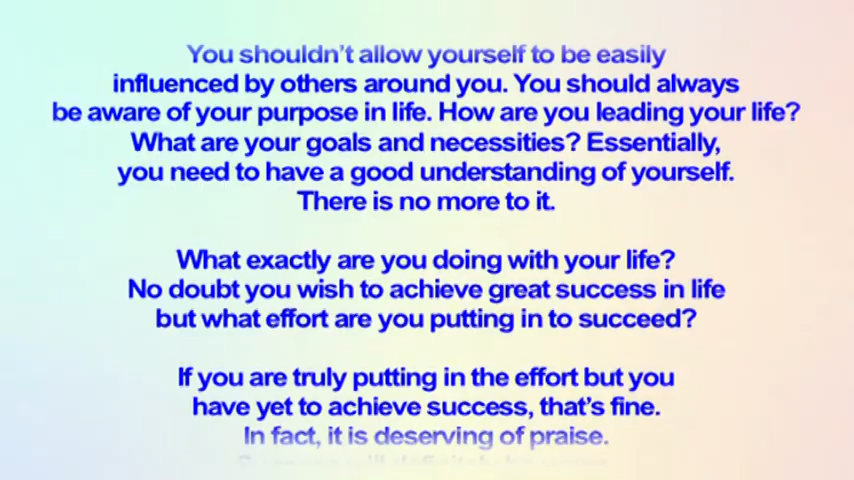 You shouldn't allow yourself to be easily
influenced by others around you. You should always
be aware of your purpose in life. How are you leading your life?
What are your goals and necessities? Essentially,
you need to have a good understanding of yourself.
There is no more to it.
What exactly are you doing with your life?
No doubt you wish to achieve great success in life
but what effort are you putting in to succeed?
If you are truly putting in the effort but you
have yet to achieve success, that's fine.
In fact, it is deserving of praise.